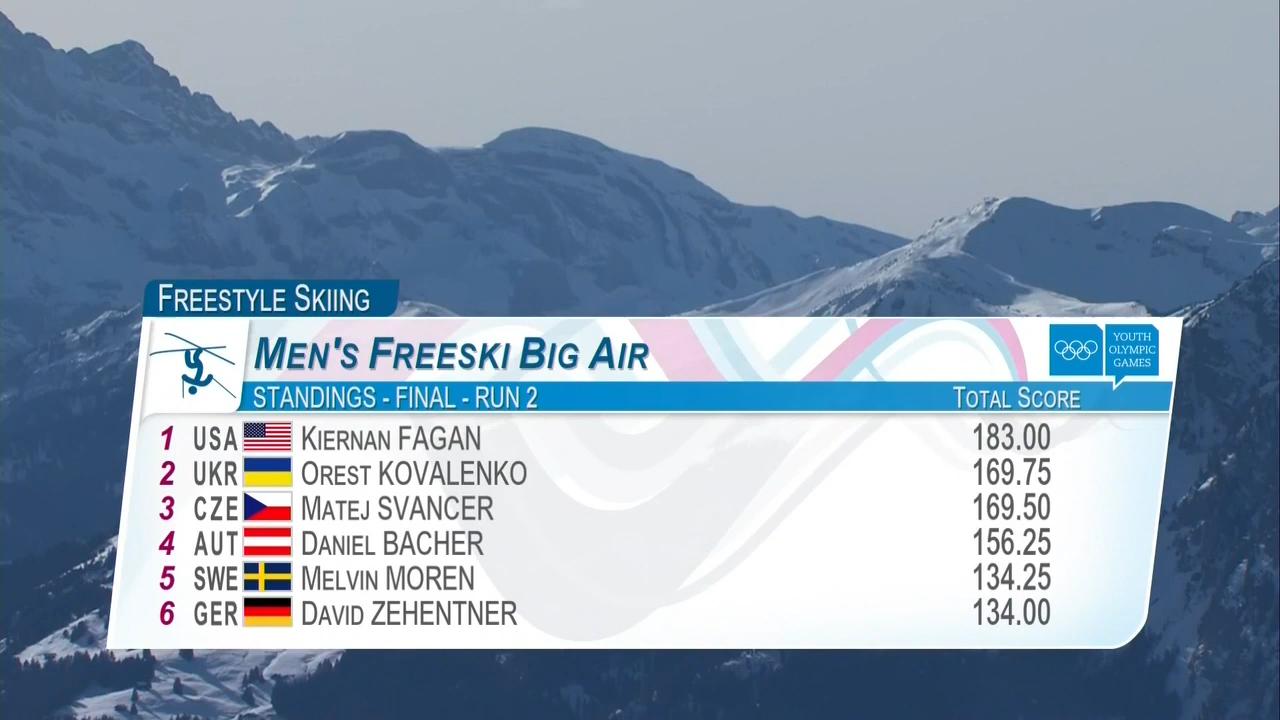 FREESTYLE SKIING
MEN'S FREESKI BIG AIR
YOUTH
OLYMPIC
GAMES
STANDINGS - FINAL - RUN 2 TOTAL SCORE
1 USA KIERNAN FAGAN 183.00
2 UKR OREST KOVALENKO 169.75
3 CZE MATEJ SVANCER 169.50
4 AUT DANIEL BACHER 156.25
5 SWE MELVIN MOREN 134.25
6 GER DAVID ZEHENTNER 134.00